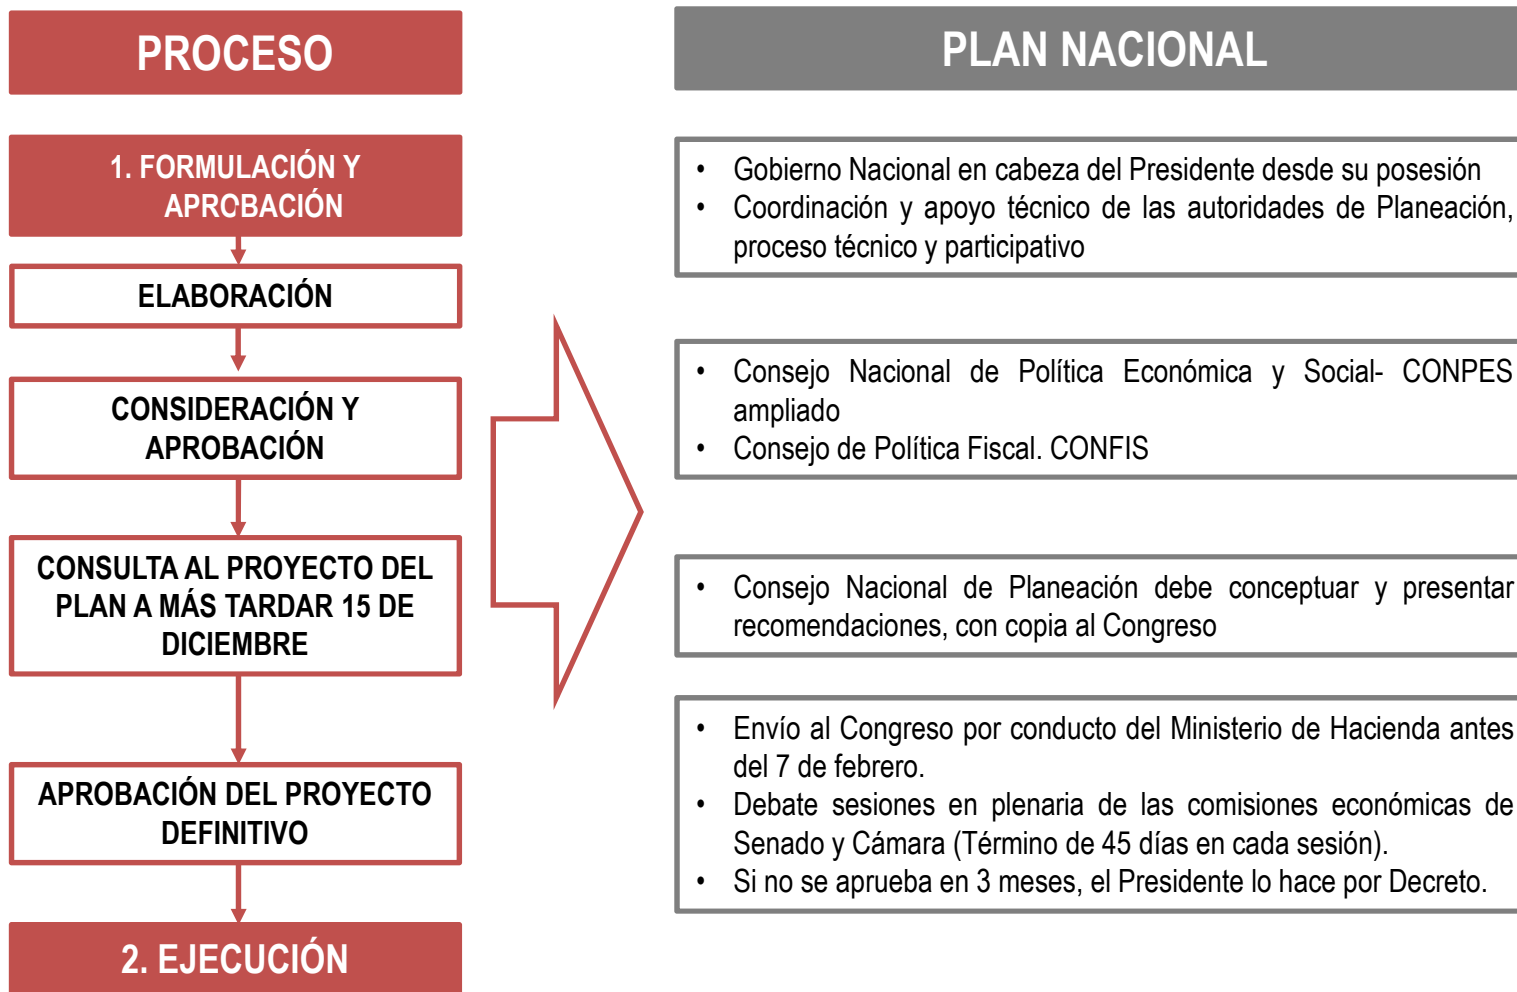 PROCESO
1. FORMULACIÓN Y
APROBACIÓN
ELABORACIÓN
CONSIDERACIÓN Y
APROBACIÓN
CONSULTA AL PROYECTO DEL
PLAN A MÁS TARDAR 15 DE
DICIEMBRE
APROBACIÓN DEL PROYECTO
DEFINITIVO
2. EJECUCIÓN
PLAN NACIONAL
• Gobierno Nacional en cabeza del Presidente desde su posesión
• Coordinación y apoyo técnico de las autoridades de Planeación,
proceso técnico y participativo
• Consejo Nacional de Política Económica y Social- CONPES
ampliado
• Consejo de Política Fiscal. CONFIS
• Consejo Nacional de Planeación debe conceptuar y presentar
recomendaciones, con copia al Congreso
• Envío al Congreso por conducto del Ministerio de Hacienda antes
del 7 de febrero.
• Debate sesiones en plenaria de las comisiones económicas de
Senado y Cámara (Término de 45 días en cada sesión).
• Si no se aprueba en 3 meses, el Presidente lo hace por Decreto.